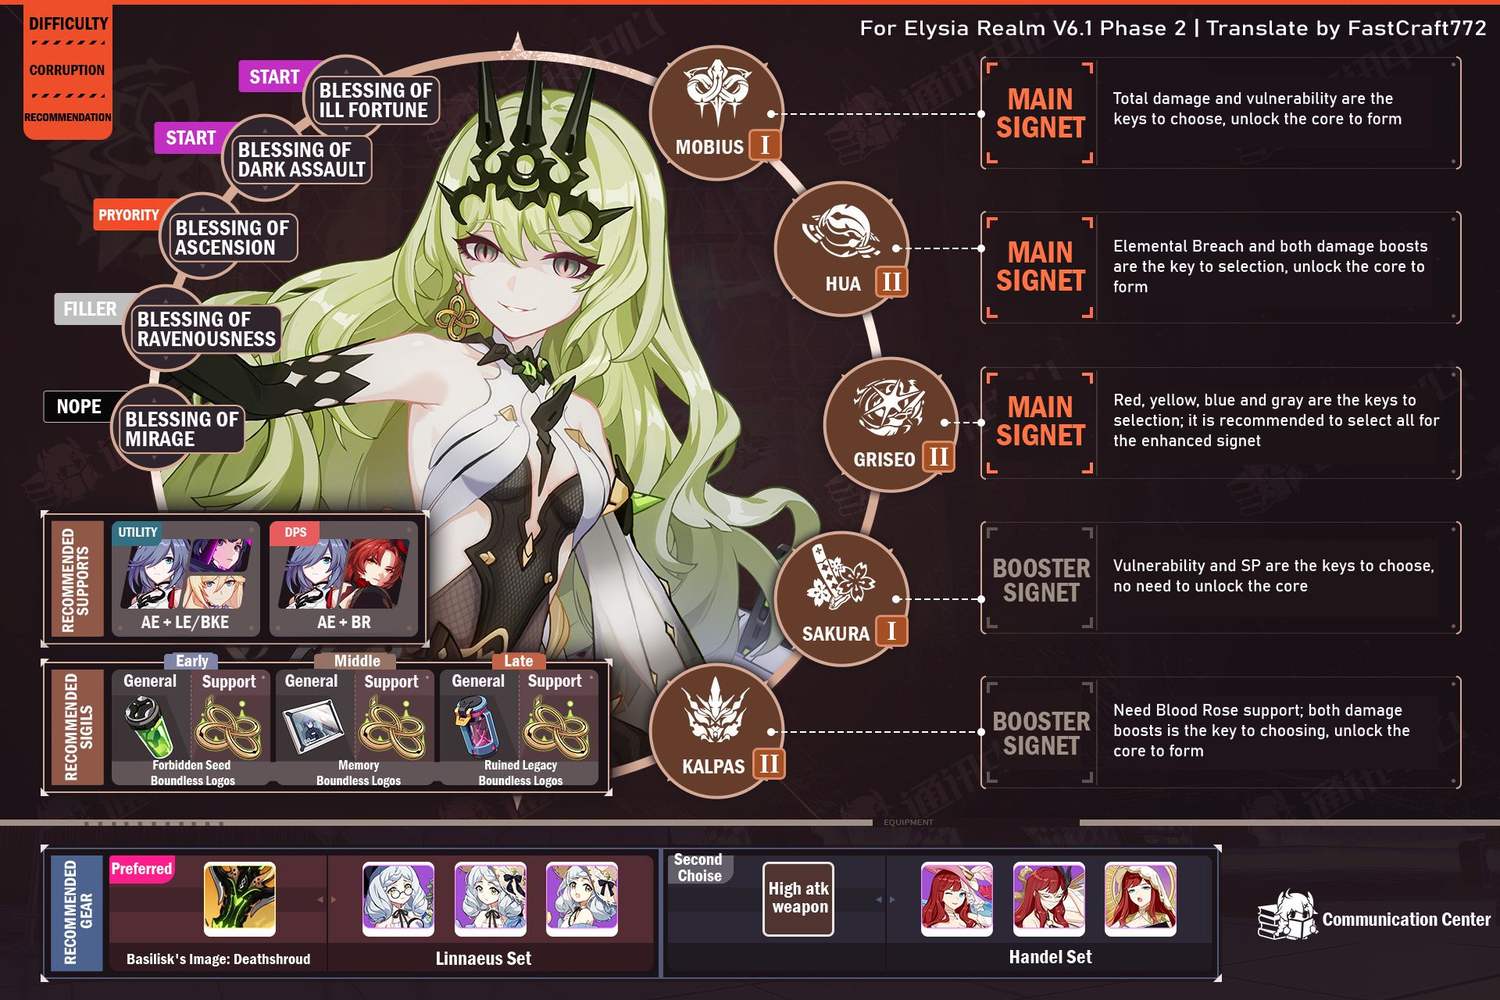 DIFFICULTY
CORRUPTION
RECOMMENDATION
For Elysia Realm V6.1 Phase 2 | Translate by FastCraft772
START
BLESSING OF
ILL FORTUNE
START
BLESSING OF
DARK ASSAULT
PRYORITY
BLESSING OF
ASCENSION
FILLER
BLESSING OF
RAVENOUSNESS
NOPE
BLESSING OF
MIRAGE
MOBIUS I
MAIN
SIGNET
Total damage and vulnerability are the
keys to choose, unlock the core to form
HUA II
MAIN
SIGNET
Elemental Breach and both damage boosts
are the key to selection, unlock the core to
form
GRISEO II
MAIN
SIGNET
Red, yellow, blue and gray are the keys to
selection; it is recommended to select all for
the enhanced signet
SAKURA I
BOOSTER
SIGNET
Vulnerability and SP are the keys to choose,
no need to unlock the core
KALPAS II
BOOSTER
SIGNET
Need Blood Rose support; both damage
boosts is the key to choosing, unlock the
core to form
RECOMMENDED
SUPPORTS
UTILITY
AE + LE/BKE
DPS
AE + BR
RECOMMENDED
SIGILS
Early
General Support
Forbidden Seed
Boundless Logos
Middle
General Support
Memory
Boundless Logos
Late
General Support
Ruined Legacy
Boundless Logos
EQUIPMENT
RECOMMENDED
GEAR
Preferred
Basilisk's Image: Deathshroud
Linnaeus Set
Second
Choise
High atk
weapon
Handel Set
Communication Center